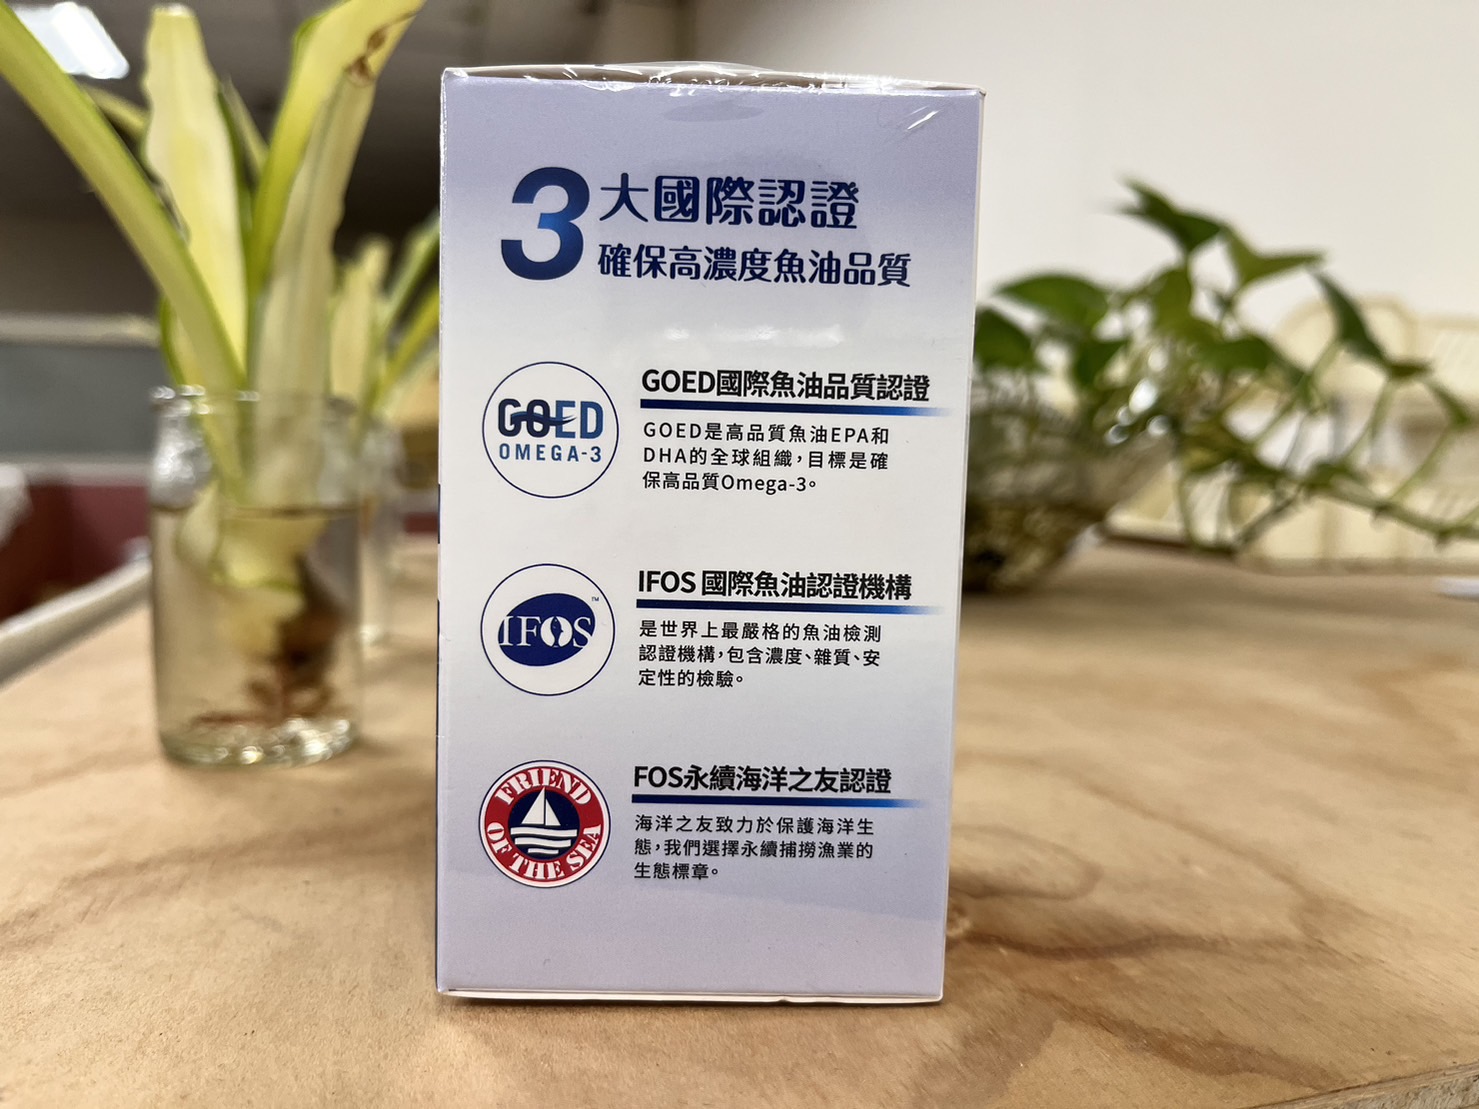 3大國際認證
確保高濃度魚油品質
GOED
OMEGA-3
GOED國際魚油品質認證
GOED是高品質魚油EPA和
DHA的全球組織，目標是確
保高品質Omega-3。
IFOS™
IFOS 國際魚油認證機構
是世界上最嚴格的魚油檢測
認證機構，包含濃度、雜質、安
定性的檢驗。
FRIEND
OF THE SEA
FOS永續海洋之友認證
海洋之友致力於保護海洋生
態，我們選擇永續捕撈漁業的
生態標章。